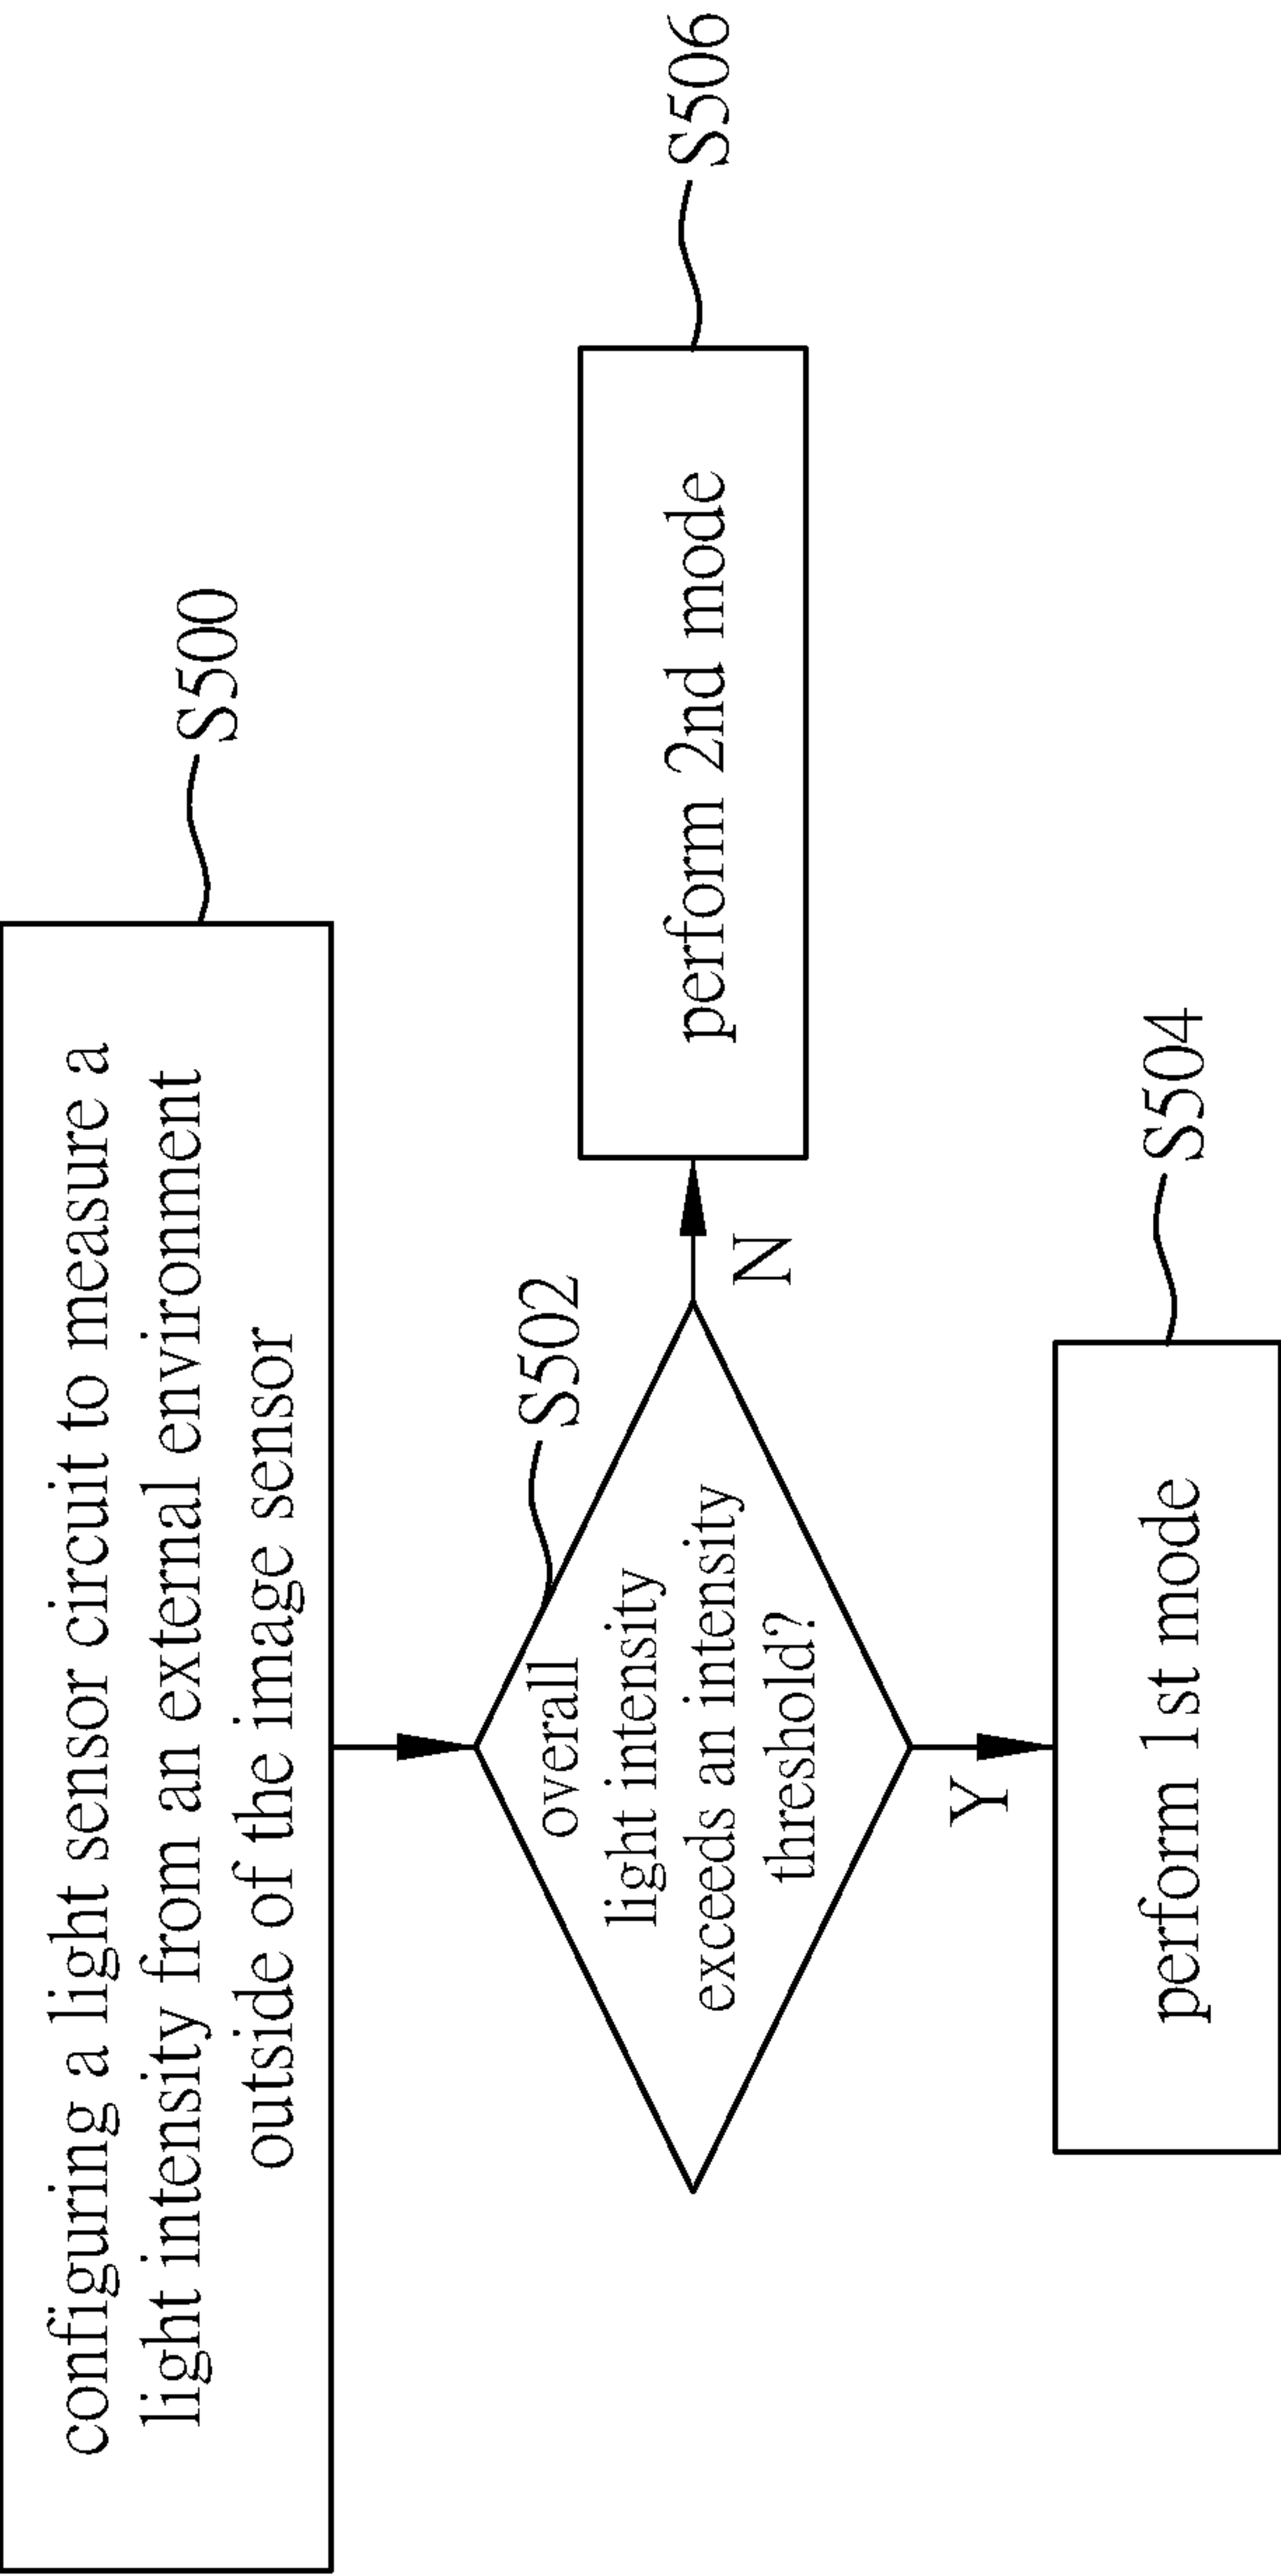 configuring a light sensor circuit to measure a
light intensity from an external environment
outside of the image sensor
S500
overall
light intensity
exceeds an intensity
threshold?
S502
N
perform 2nd mode
S506
Y
perform 1st mode
S504